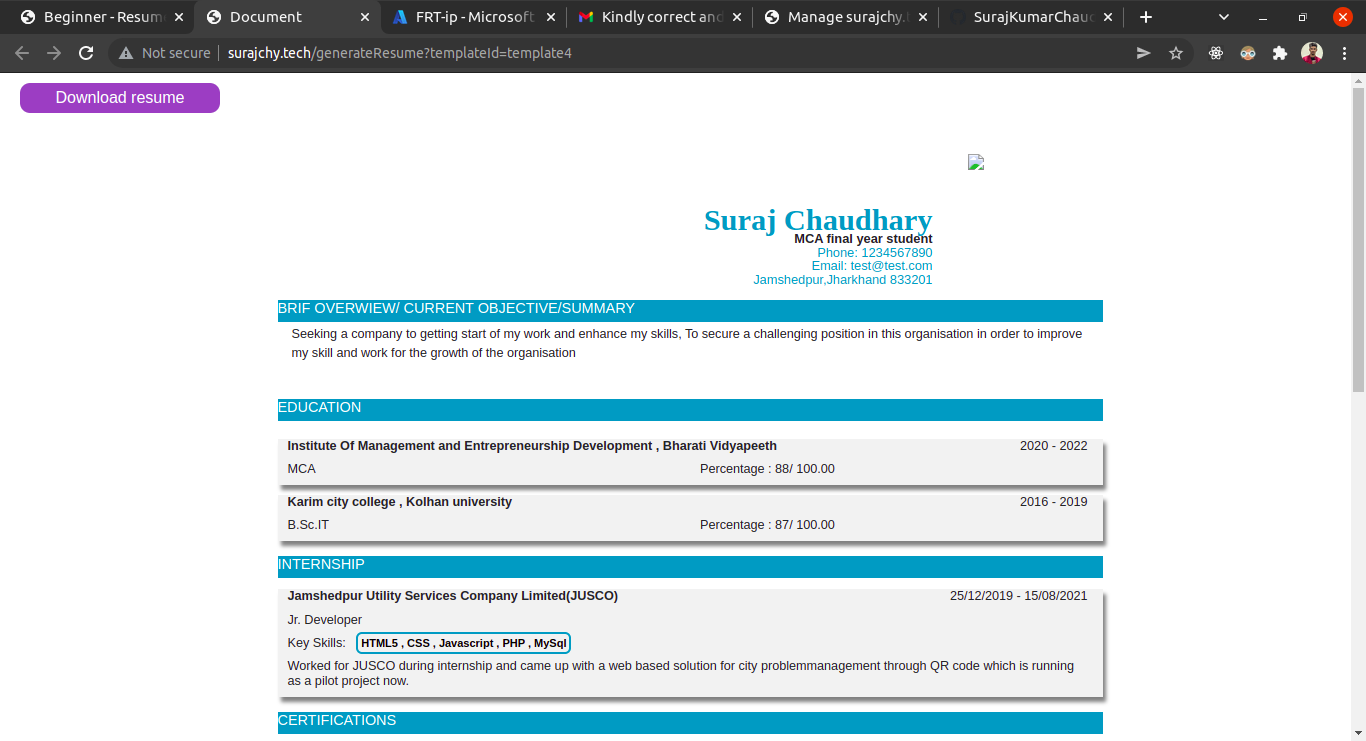 Beginner - Resum
Document
FRT-ip - Microsoft
Kindly correct and
Manage surajchy.
SurajKumarChaud
Not secure
surajchy.tech/generateResume?templateId=template4
Download resume
Suraj Chaudhary
MCA final year student
Phone: 1234567890
Email: test@test.com
Jamshedpur,Jharkhand 833201
BRIF OVERWIEW/ CURRENT OBJECTIVE/SUMMARY
Seeking a company to getting start of my work and enhance my skills, To secure a challenging position in this organisation in order to improve
my skill and work for the growth of the organisation
EDUCATION
Institute Of Management and Entrepreneurship Development , Bharati Vidyapeeth 2020 - 2022
MCA Percentage : 88/ 100.00
Karim city college , Kolhan university 2016 - 2019
B.Sc.IT Percentage : 87/ 100.00
INTERNSHIP
Jamshedpur Utility Services Company Limited(JUSCO) 25/12/2019 - 15/08/2021
Jr. Developer
Key Skills: HTML5 , CSS , Javascript , PHP , MySql
Worked for JUSCO during internship and came up with a web based solution for city problemmanagement through QR code which is running
as a pilot project now.
CERTIFICATIONS